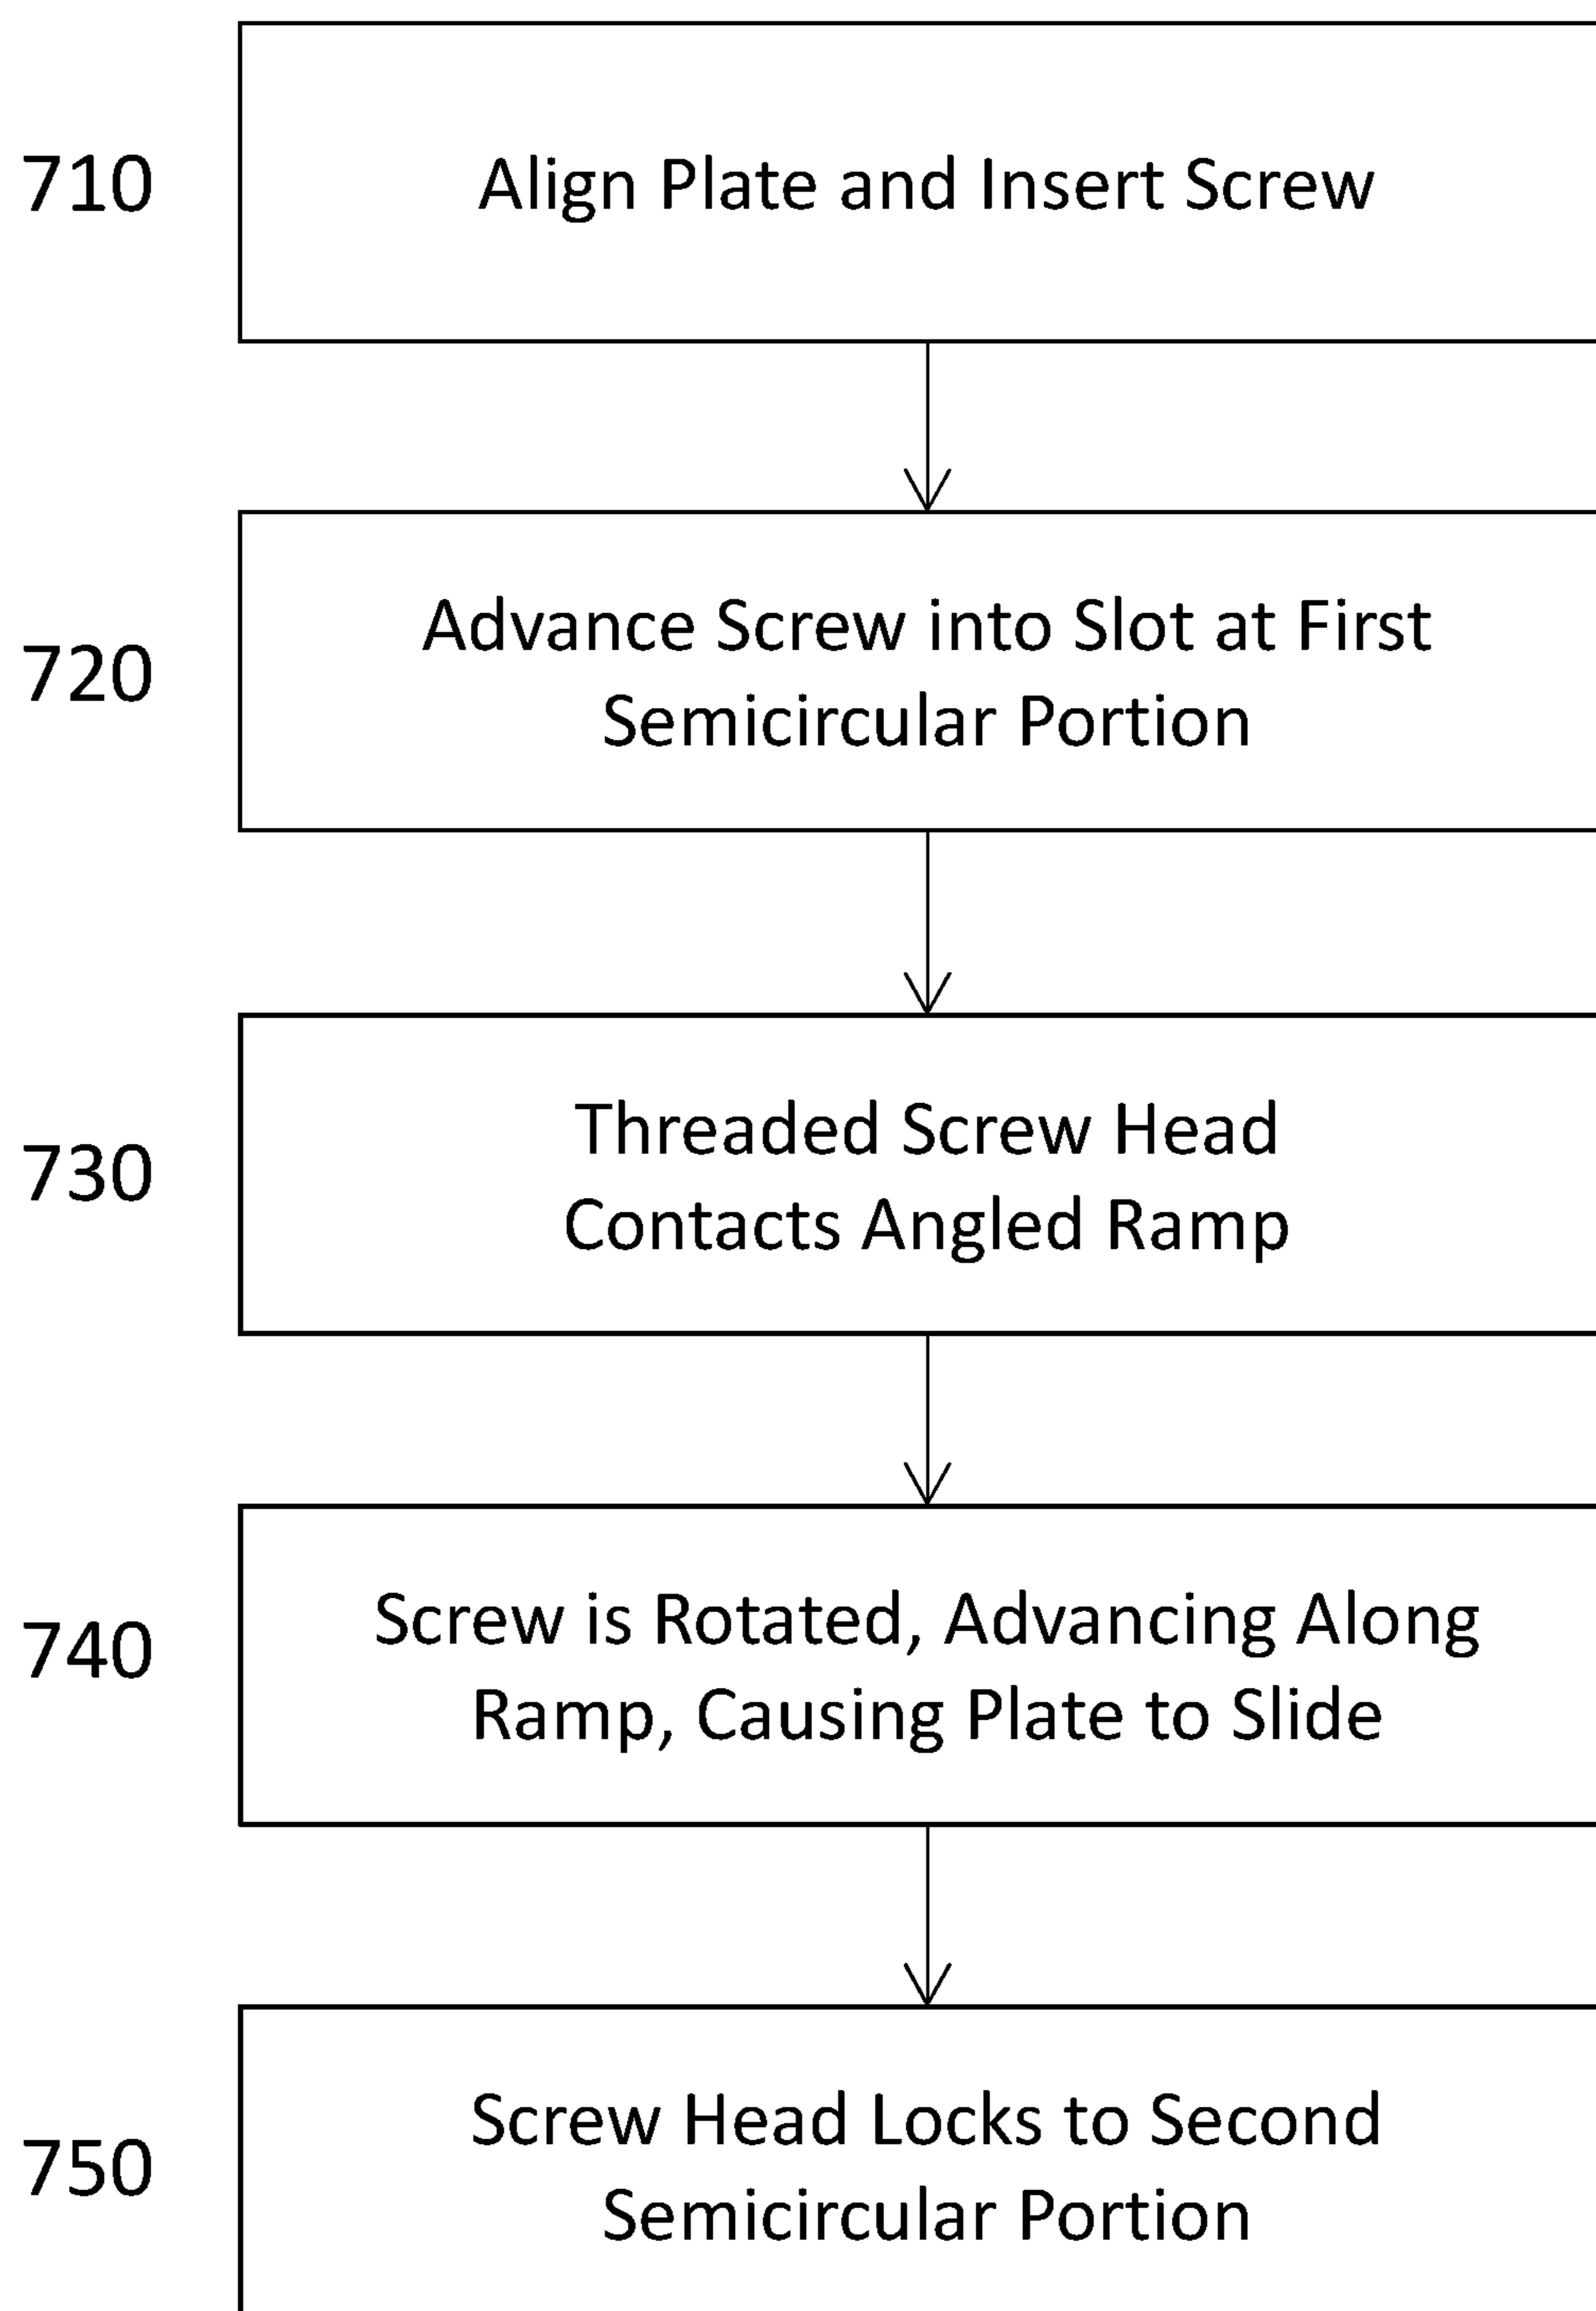 710
Align Plate and Insert Screw
720
Advance Screw into Slot at First
Semicircular Portion
730
Threaded Screw Head
Contacts Angled Ramp
740
Screw is Rotated, Advancing Along
Ramp, Causing Plate to Slide
750
Screw Head Locks to Second
Semicircular Portion